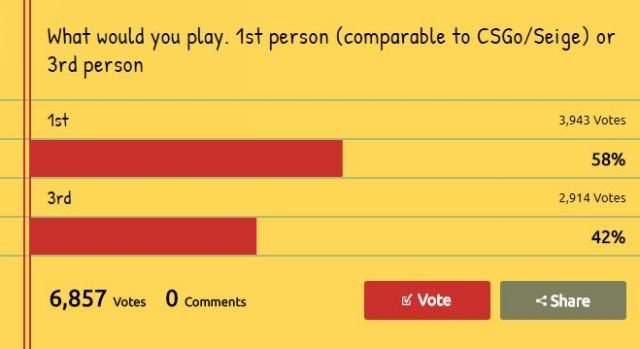 What would you play. 1st person (comparable to CSGo/Seige) or
3rd person
1st
3,943 Votes
58%
3rd
2,914 Votes
42%
6,857 Votes 0 Comments
Vote
Share